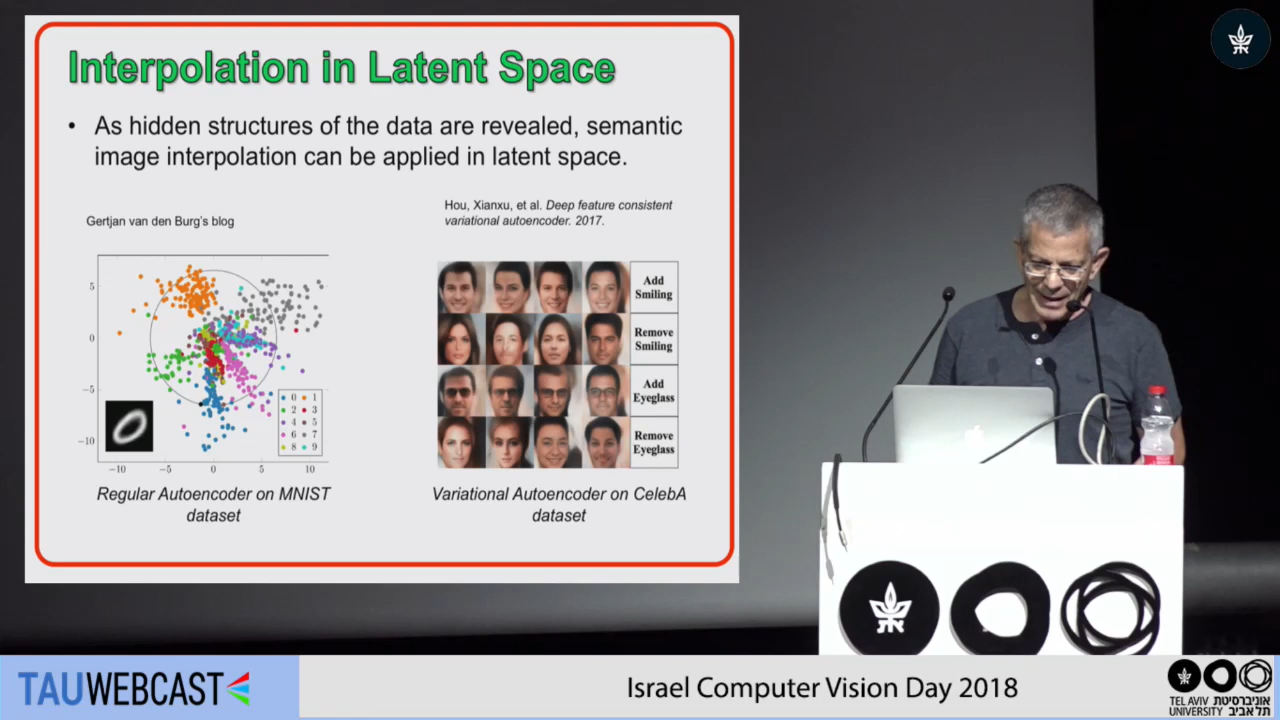 Interpolation in Latent Space
• As hidden structures of the data are revealed, semantic
image interpolation can be applied in latent space.
Gertjan van den Burg's blog
5
0
−5
−10
−10 −5 0 5 10
0 1
2 3
4 5
6 7
8 9
Regular Autoencoder on MNIST
dataset
Hou, Xianxu, et al. Deep feature consistent
variational autoencoder. 2017.
Add
Smiling
Remove
Smiling
Add
Eyeglass
Remove
Eyeglass
Variational Autoencoder on CelebA
dataset
TAUWEBCAST
Israel Computer Vision Day 2018
TEL AVIV אוניברסיטת
UNIVERSITY תל אביב